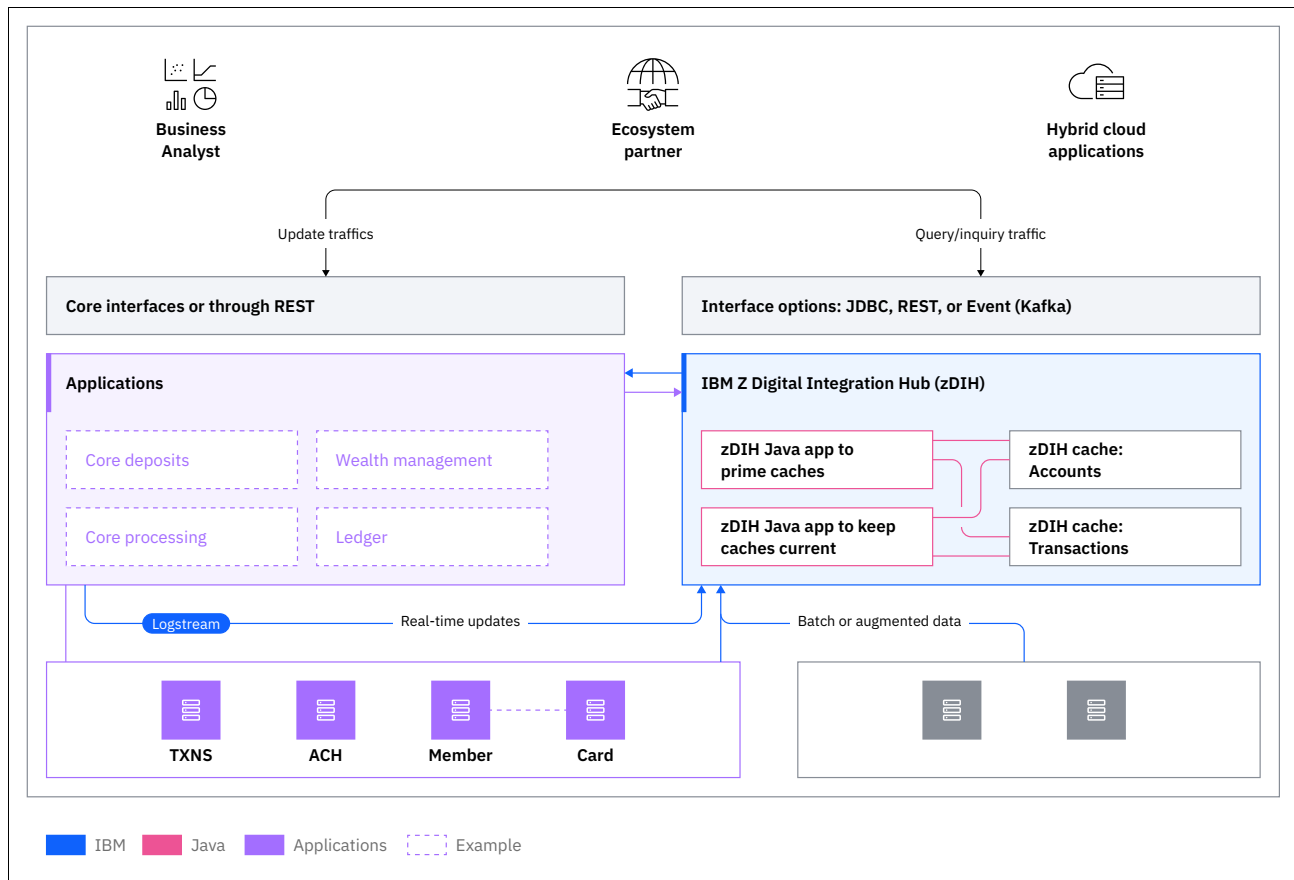 Business
Analyst
Ecosystem
partner
Hybrid cloud
applications
Update traffics
Query/inquiry traffic
Core interfaces or through REST
Interface options: JDBC, REST, or Event (Kafka)
Applications
Core deposits
Wealth management
Core processing
Ledger
IBM Z Digital Integration Hub (zDIH)
zDIH Java app to
prime caches
zDIH cache:
Accounts
zDIH Java app to keep
caches current
zDIH cache:
Transactions
Logstream
Real-time updates
Batch or augmented data
TXNS
ACH
Member
Card
IBM
Java
Applications
Example